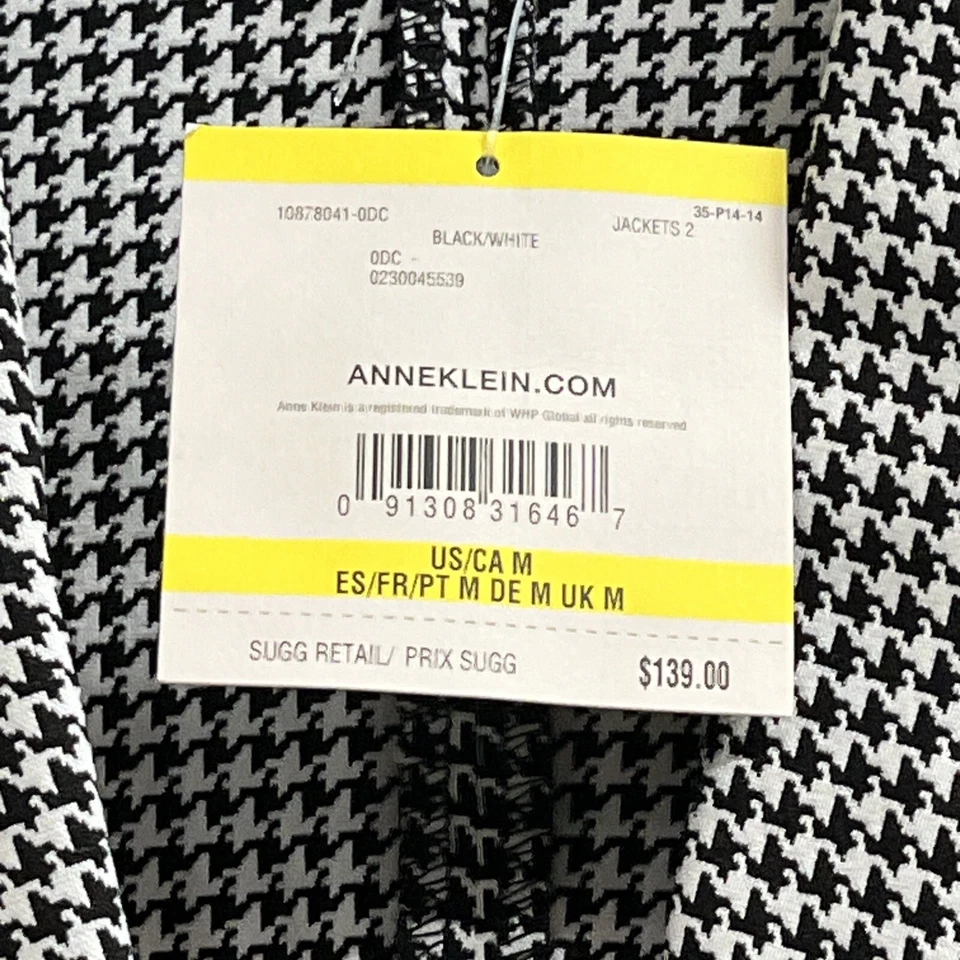 10878041-0DC
35-P14-14
BLACK/WHITE
JACKETS 2
0DC -
0230045539
ANNEKLEIN.COM
Anne Klein is a registered trademark of WHP Global all rights reserved
0 91308 31646 7
US/CA M
ES/FR/PT M DE M UK M
SUGG RETAIL/ PRIX SUGG
$139.00